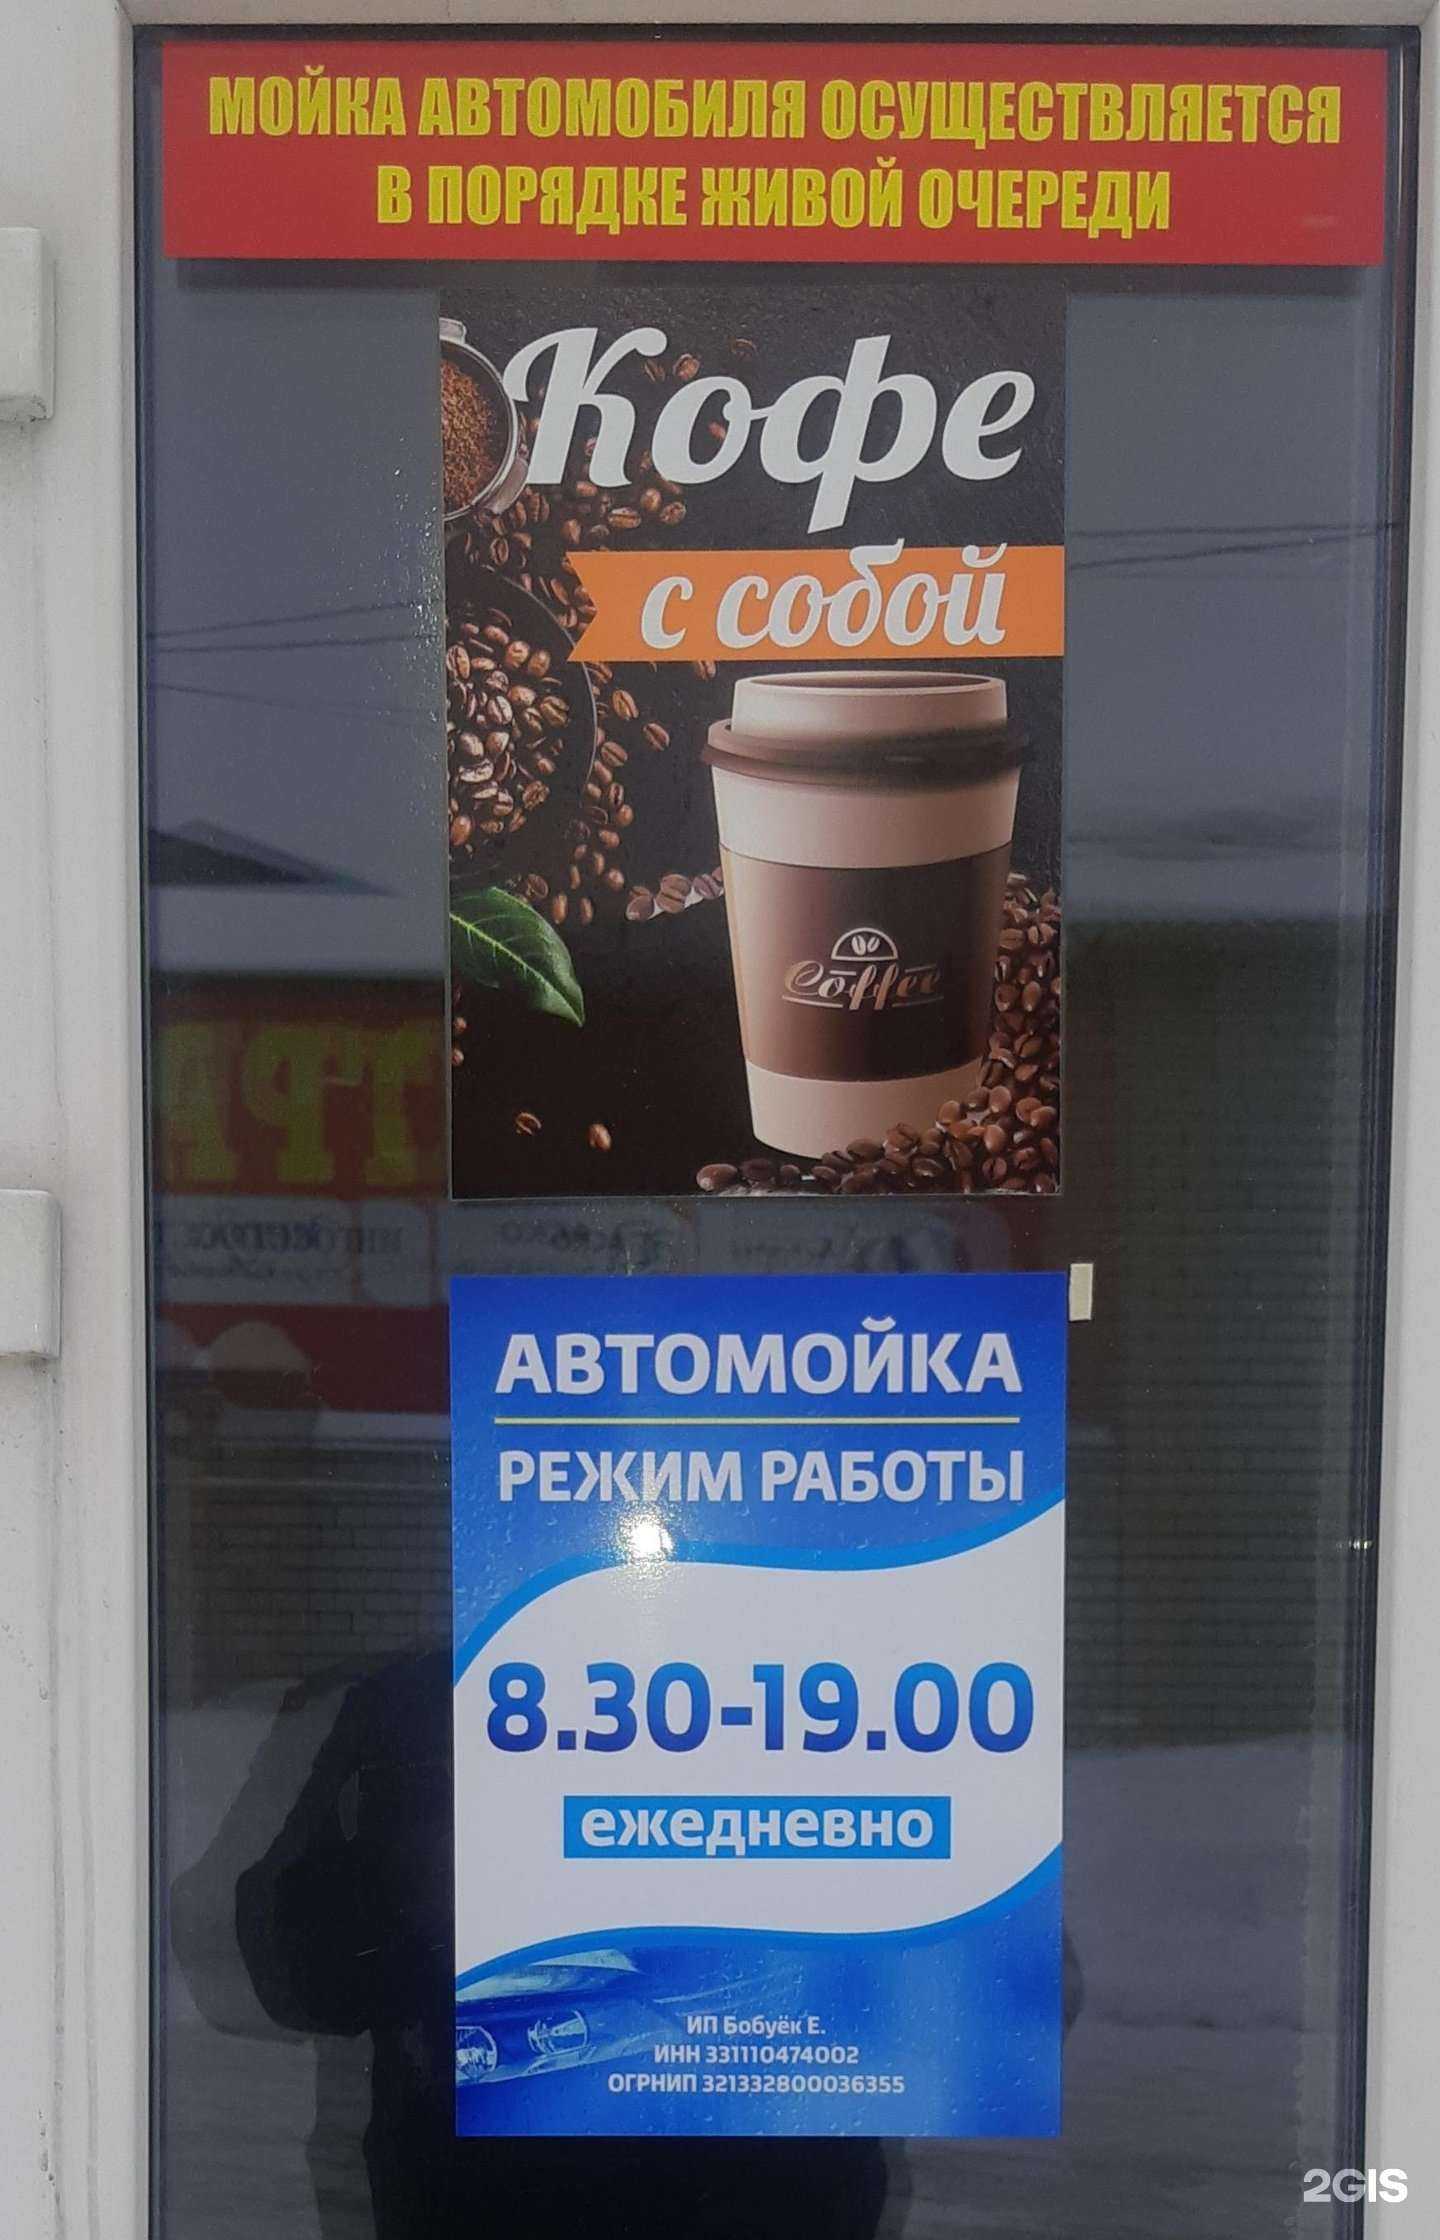 МОЙКА АВТОМОБИЛЯ ОСУЩЕСТВЛЯЕТСЯ
В ПОРЯДКЕ ЖИВОЙ ОЧЕРЕДИ
Кофе
с собой
Coffee
АВТОМОЙКА
РЕЖИМ РАБОТЫ
8.30-19.00
ежедневно
ИП Бобуёк Е.
ИНН 331110474002
ОГРНИП 321332800036355
2GIS